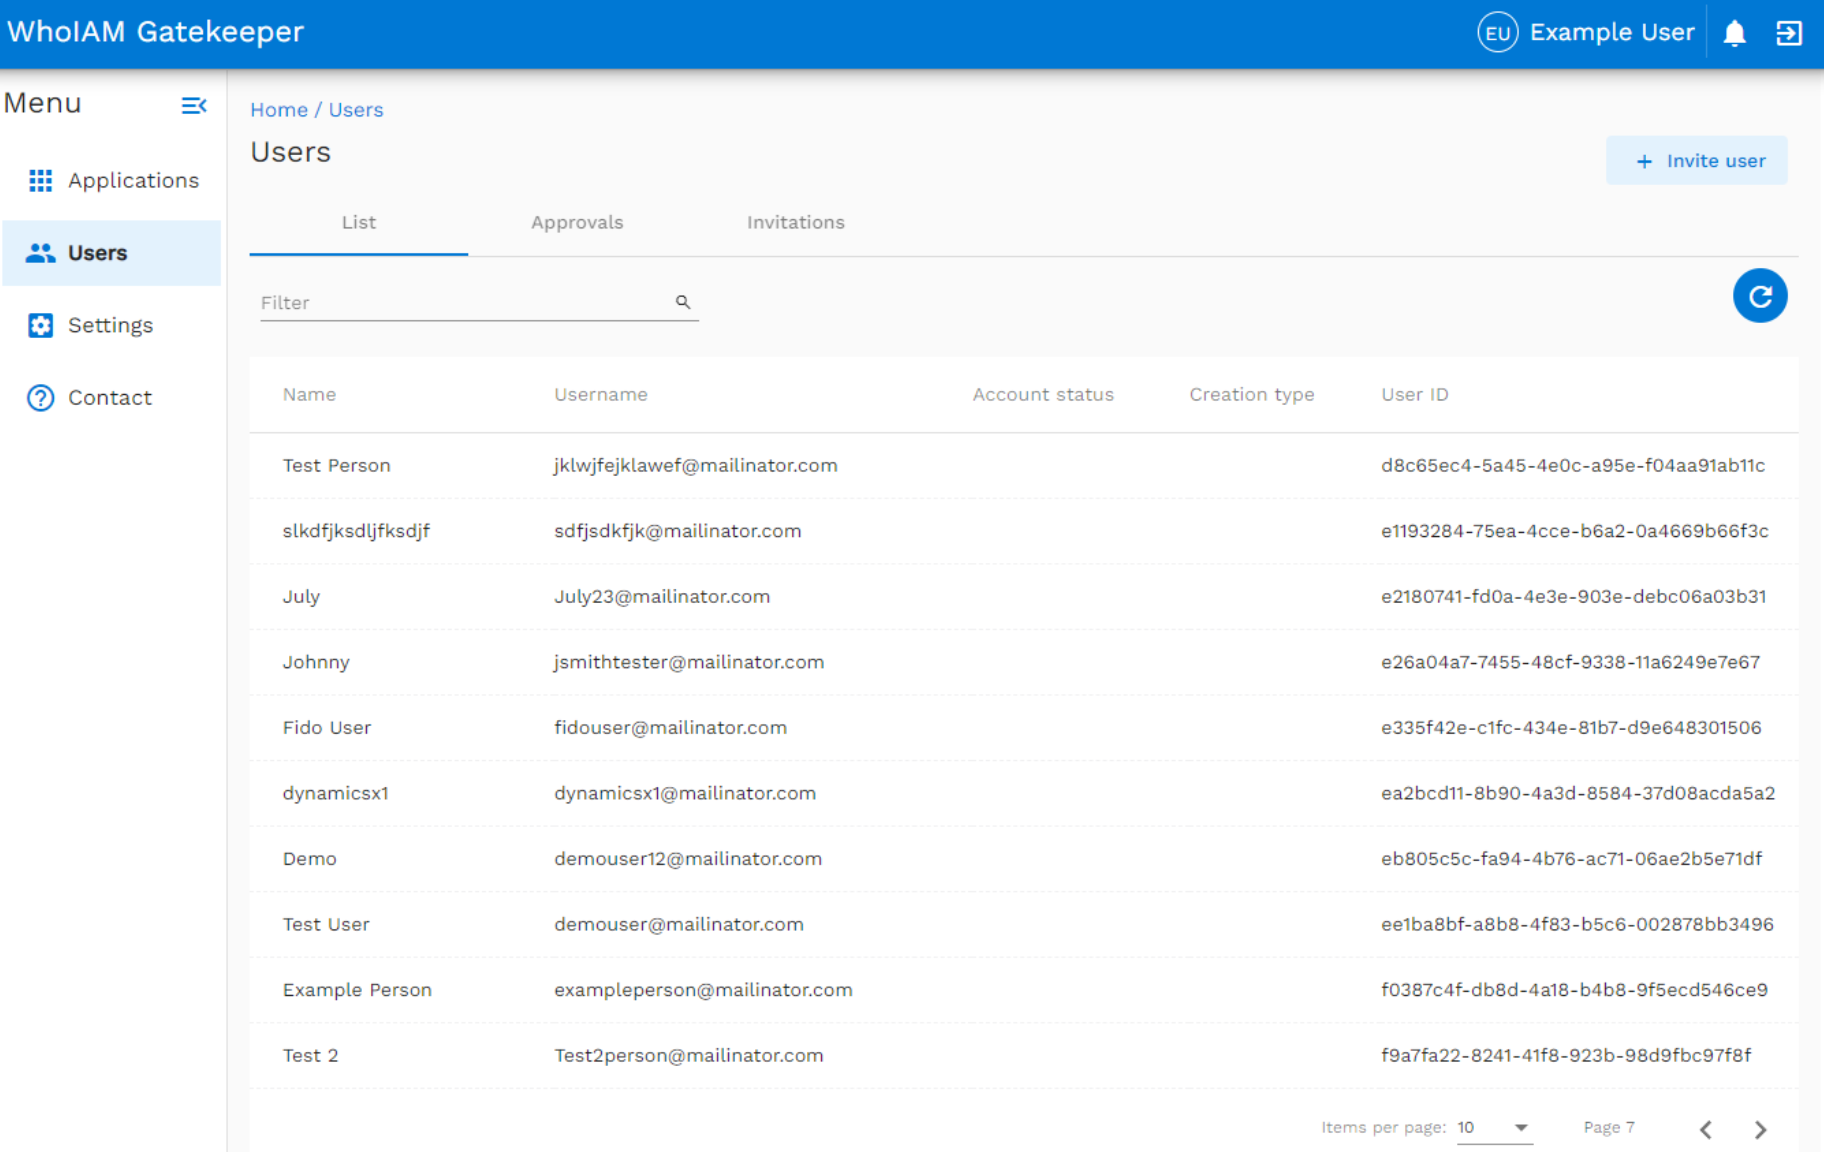 WhoIAM Gatekeeper
EU Example User
Menu
Applications
Users
Settings
Contact
Home / Users
Users
+ Invite user
List Approvals Invitations
Filter
Name Username Account status Creation type User ID
Test Person jklwjfejklawef@mailinator.com d8c65ec4-5a45-4e0c-a95e-f04aa91ab11c
slkdfjksdljfksdjf sdfjsdkfjk@mailinator.com e1193284-75ea-4cce-b6a2-0a4669b66f3c
July July23@mailinator.com e2180741-fd0a-4e3e-903e-debc06a03b31
Johnny jsmithtester@mailinator.com e26a04a7-7455-48cf-9338-11a6249e7e67
Fido User fidouser@mailinator.com e335f42e-c1fc-434e-81b7-d9e648301506
dynamicsx1 dynamicsx1@mailinator.com ea2bcd11-8b90-4a3d-8584-37d08acda5a2
Demo demouser12@mailinator.com eb805c5c-fa94-4b76-ac71-06ae2b5e71df
Test User demouser@mailinator.com ee1ba8bf-a8b8-4f83-b5c6-002878bb3496
Example Person exampleperson@mailinator.com f0387c4f-db8d-4a18-b4b8-9f5ecd546ce9
Test 2 Test2person@mailinator.com f9a7fa22-8241-41f8-923b-98d9fbc97f8f
Items per page: 10 Page 7